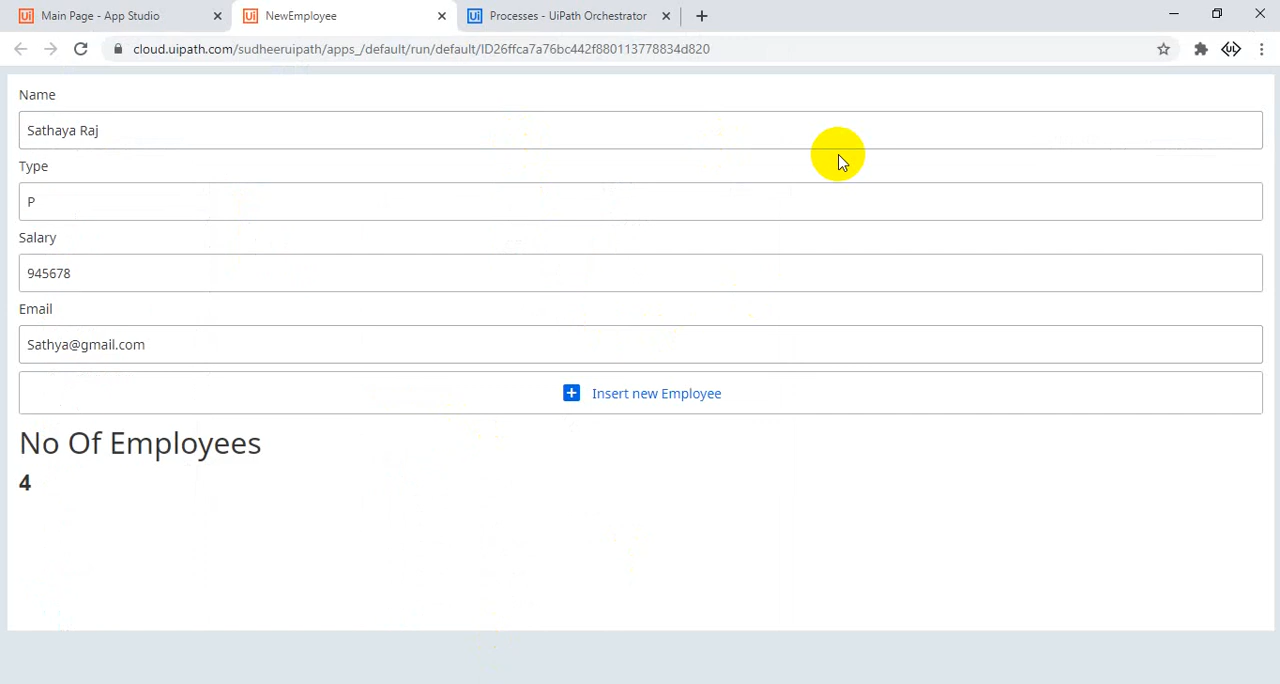 Main Page - App Studio
NewEmployee
Processes - UiPath Orchestrator
cloud.uipath.com/sudheeruipath/apps_/default/run/default/ID26ffca7a76bc442f880113778834d820
Name
Sathaya Raj
Type
P
Salary
945678
Email
Sathya@gmail.com
Insert new Employee
No Of Employees
4